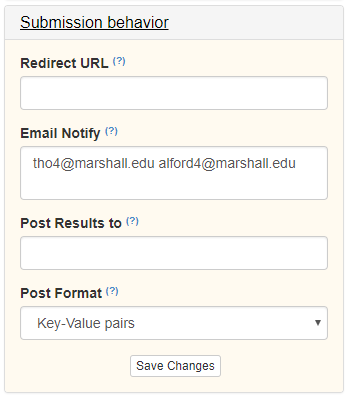 Submission behavior
Redirect URL (?)
Email Notify (?)
tho4@marshall.edu alford4@marshall.edu
Post Results to (?)
Post Format (?)
Key-Value pairs
Save Changes